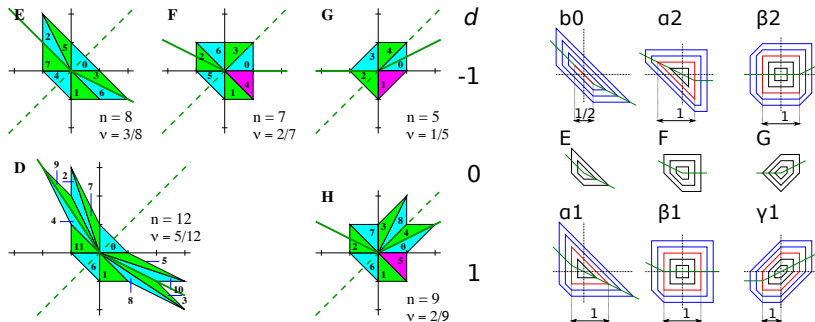 E F G d b0 α2 β2
2 5 0 7 4 3 6 1
6 3 2 0 5 4 1
4 3 0 2 1
-1
n = 8
ν = 3/8
n = 7
ν = 2/7
n = 5
ν = 1/5
1/2 1 1
D 0 E F G
9 2 7 4 0 11 6 1 5 10 8 3
n = 12
ν = 5/12
H
7 3 8 4 2 0 6 1 5
n = 9
ν = 2/9
1
α1 β1 γ1
1 1 1